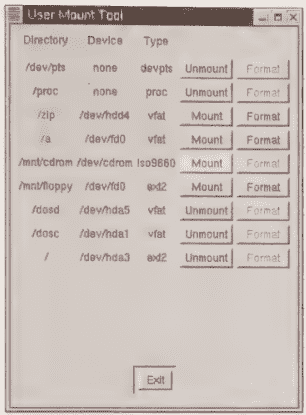 User Mount Tool
Directory Device Type
/dev/pts none devpts Unmount Format
/proc none proc Unmount Format
/zip /dev/hdd4 vfat Mount Format
/a /dev/fd0 vfat Mount Format
/mnt/cdrom /dev/cdrom iso9660 Mount Format
/mnt/floppy /dev/fd0 ext2 Mount Format
/dosd /dev/hda5 vfat Unmount Format
/dosc /dev/hda1 vfat Unmount Format
/ /dev/hda3 ext2 Unmount Format
Exit